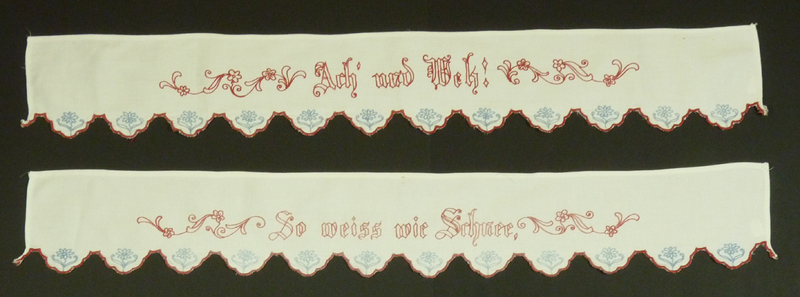 Ach' und Weh!
So weiss wie Schnee,